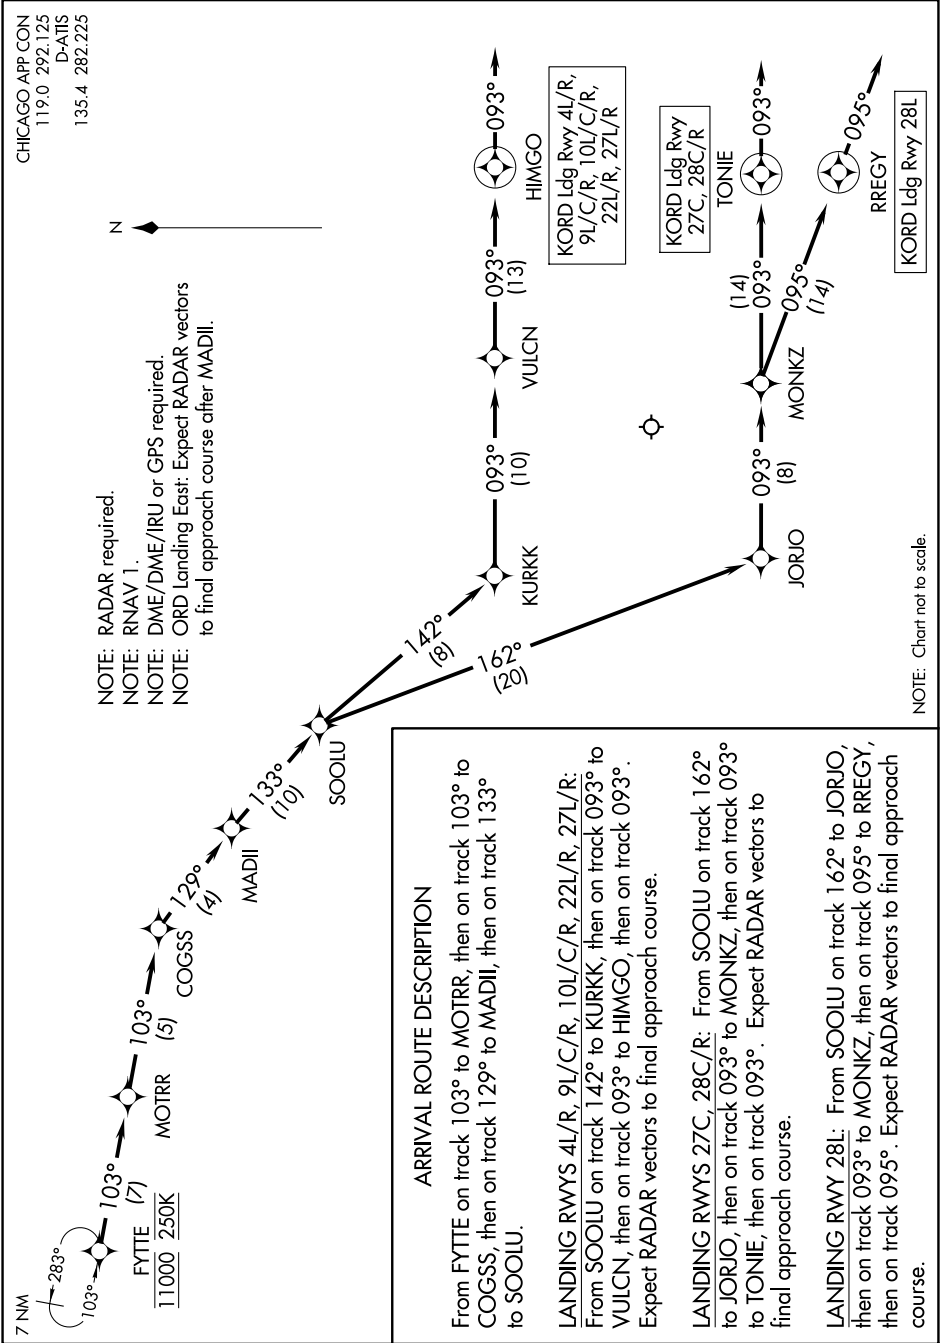 CHICAGO APP CON
119.0 292.125
D-ATIS
135.4 282.225
N
NOTE: RADAR required.
NOTE: RNAV 1.
NOTE: DME/DME/IRU or GPS required.
NOTE: ORD Landing East: Expect RADAR vectors
to final approach course after MADII.
7 NM
283°
103°
FYTTE
11000 250K
103°
(7)
MOTRR
103°
(5)
COGSS
129°
(4)
MADII
133°
(10)
SOOLU
142°
(8)
162°
(20)
KURKK
093°
(10)
VULCN
093°
(13)
HIMGO
093°
KORD Ldg Rwy 4L/R,
9L/C/R, 10L/C/R,
22L/R, 27L/R
JORJO
093°
(8)
MONKZ
(14)
093°
095°
(14)
TONIE
093°
KORD Ldg Rwy
27C, 28C/R
RREGY
095°
KORD Ldg Rwy 28L
NOTE: Chart not to scale.
ARRIVAL ROUTE DESCRIPTION
From FYTTE on track 103° to MOTRR, then on track 103° to
COGSS, then on track 129° to MADII, then on track 133°
to SOOLU.
LANDING RWYS 4L/R, 9L/C/R, 10L/C/R, 22L/R, 27L/R:
From SOOLU on track 142° to KURKK, then on track 093° to
VULCN, then on track 093° to HIMGO, then on track 093°.
Expect RADAR vectors to final approach course.
LANDING RWYS 27C, 28C/R: From SOOLU on track 162°
to JORJO, then on track 093° to MONKZ, then on track 093°
to TONIE, then on track 093°. Expect RADAR vectors to
final approach course.
LANDING RWY 28L: From SOOLU on track 162° to JORJO,
then on track 093° to MONKZ, then on track 095° to RREGY,
then on track 095°. Expect RADAR vectors to final approach
course.